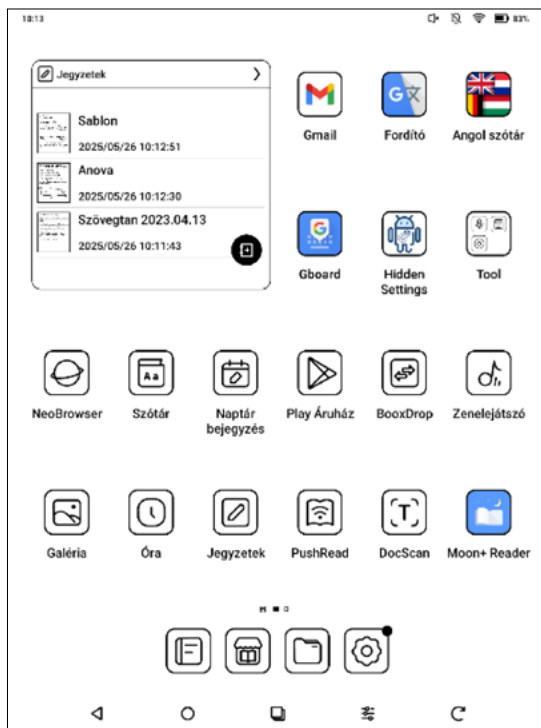 10:13
83%
Jegyzetek
Sablon
2025/05/26 10:12:51
Anova
2025/05/26 10:12:30
Szövegtan 2023.04.13
2025/05/26 10:11:43
Gmail
Fordító
Angol szótár
Gboard
Hidden
Settings
Tool
NeoBrowser
Szótár
Naptár
bejegyzés
Play Áruház
BooxDrop
Zenelejátszó
Galéria
Óra
Jegyzetek
PushRead
DocScan
Moon+ Reader